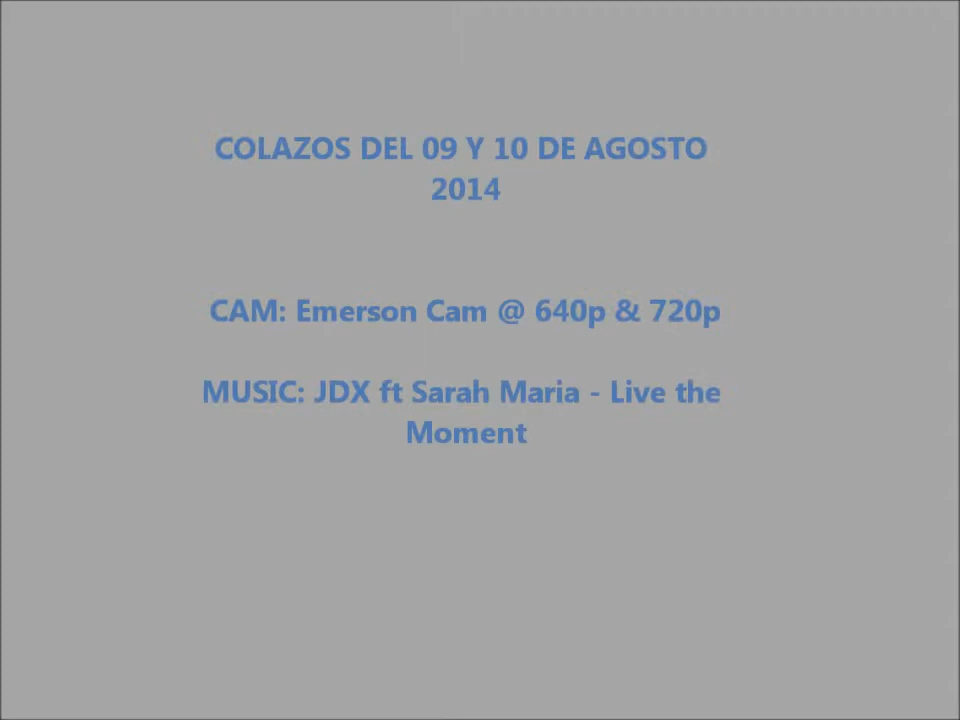 COLAZOS DEL 09 Y 10 DE AGOSTO
2014
CAM: Emerson Cam @ 640p & 720p
MUSIC: JDX ft Sarah Maria - Live the
Moment